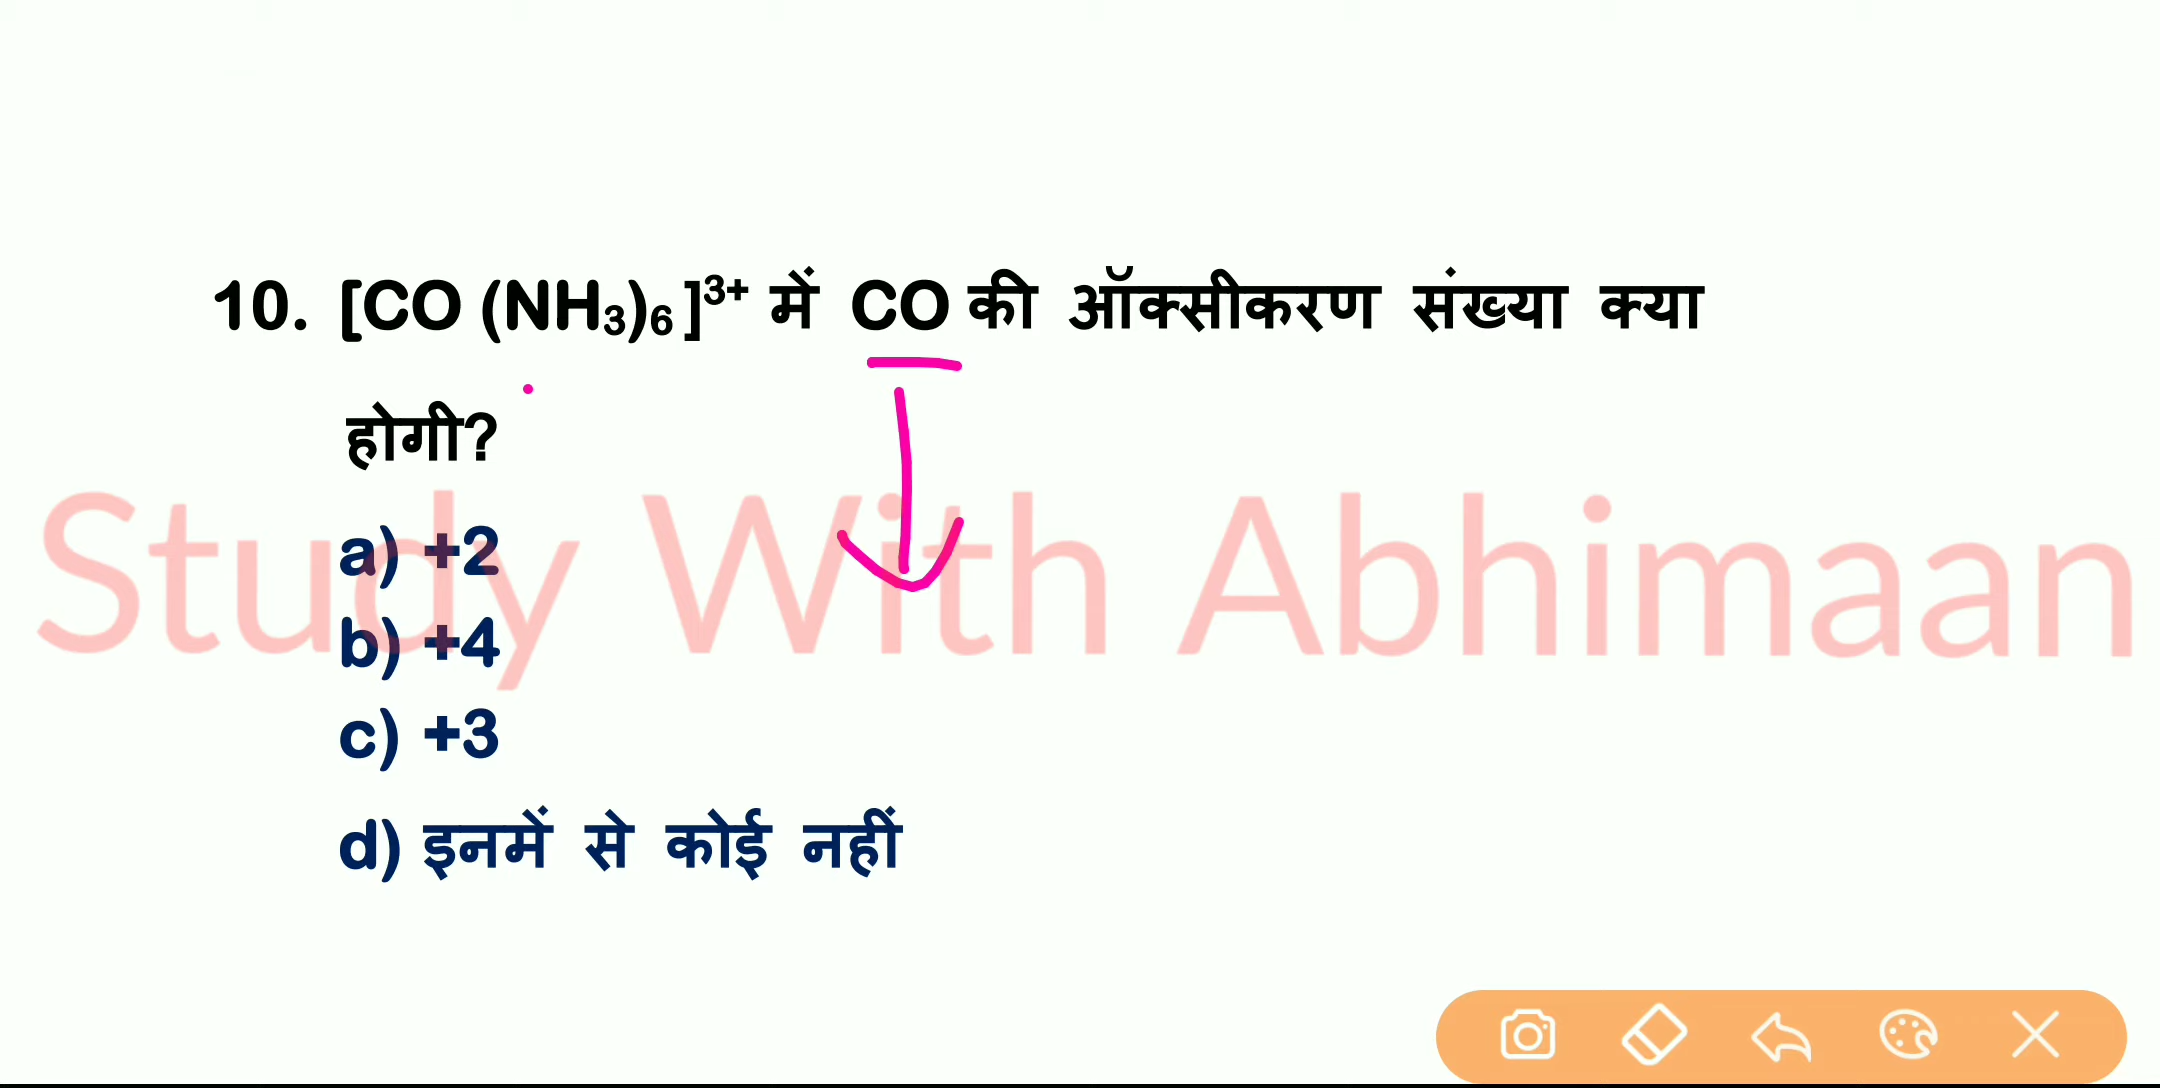 10. [CO (NH₃)₆]³⁺ में CO की ऑक्सीकरण संख्या क्या
होगी?
Study With Abhimaan
a) +2
b) +4
c) +3
d) इनमें से कोई नहीं